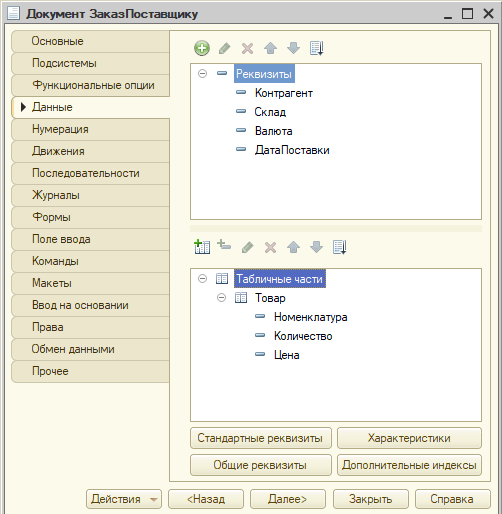 Документ ЗаказПоставщику
Основные
Подсистемы
Функциональные опции
Данные
Нумерация
Движения
Последовательности
Журналы
Формы
Поле ввода
Команды
Макеты
Ввод на основании
Права
Обмен данными
Прочее
Реквизиты
Контрагент
Склад
Валюта
ДатаПоставки
Табличные части
Товар
Номенклатура
Количество
Цена
Стандартные реквизиты
Характеристики
Общие реквизиты
Дополнительные индексы
Действия
<Назад
Далее>
Закрыть
Справка